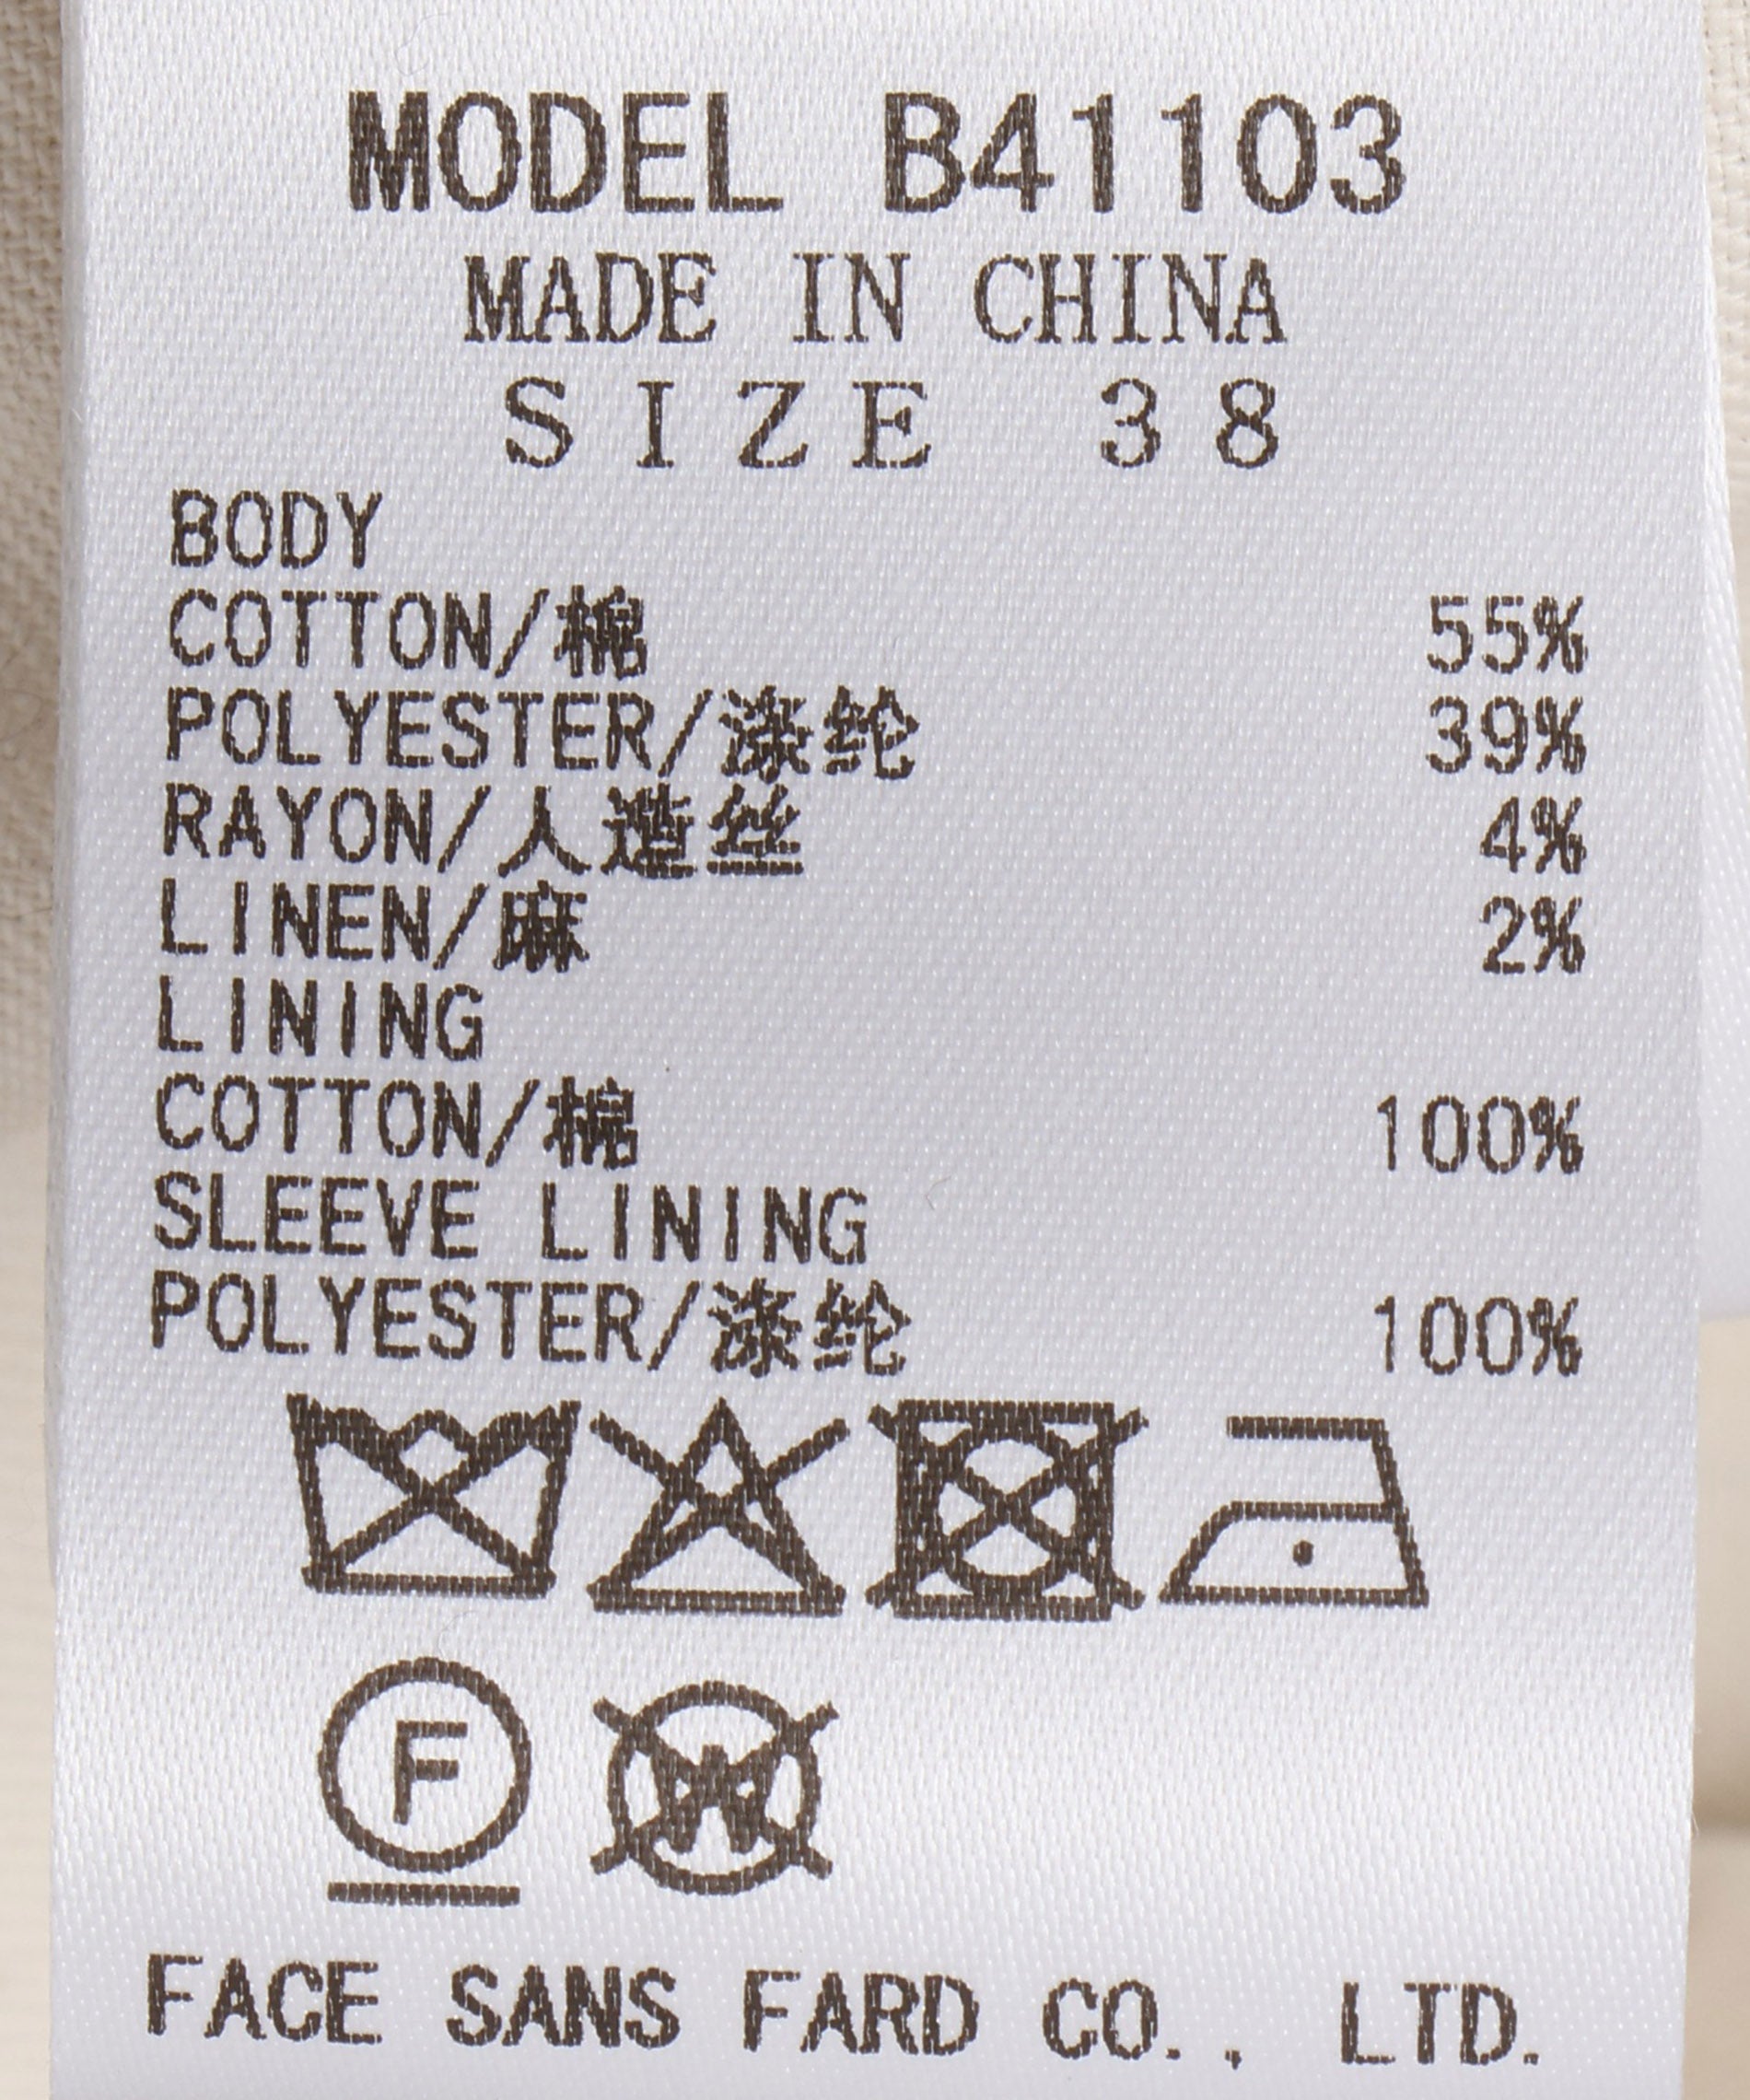 MODEL B41103
MADE IN CHINA
SIZE 38
BODY
COTTON/棉 55%
POLYESTER/涤纶 39%
RAYON/人造丝 4%
LINEN/麻 2%
LINING
COTTON/棉 100%
SLEEVE LINING
POLYESTER/涤纶 100%
F W
FACE SANS FARD CO., LTD.